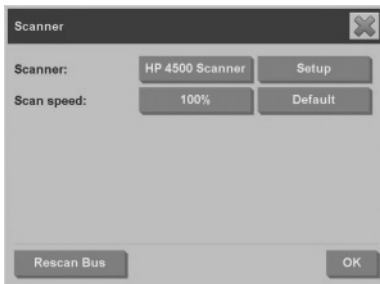 Scanner
Scanner: HP 4500 Scanner Setup
Scan speed: 100% Default
Rescan Bus OK